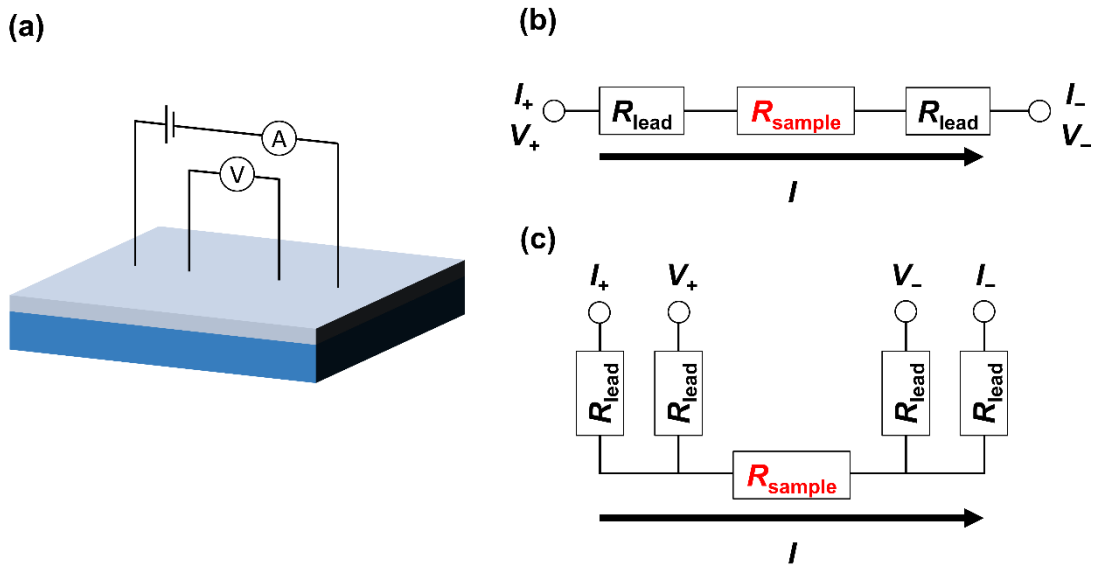 (a)
A
V
(b)
I+
V+
Rlead
Rsample
Rlead
I−
V−
I
(c)
I+ V+ V− I−
Rlead Rlead Rlead Rlead
Rsample
I